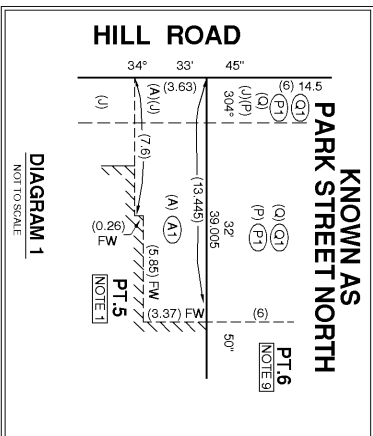 HILL ROAD
34° 33' 45"
(6) 14.5
KNOWN AS
PARK STREET NORTH
(J)
(A)(J)
(3.63)
304°
(J)(P)
(Q)
P1
Q1
(7.6)
(13.445)
(A)
A1
32'
39.005
(P)
(Q)
P1
Q1
(0.26)
FW
(5.85) FW
(3.37) FW
(6)
50"
PT.5
NOTE 1
PT.6
NOTE 9
DIAGRAM 1
NOT TO SCALE